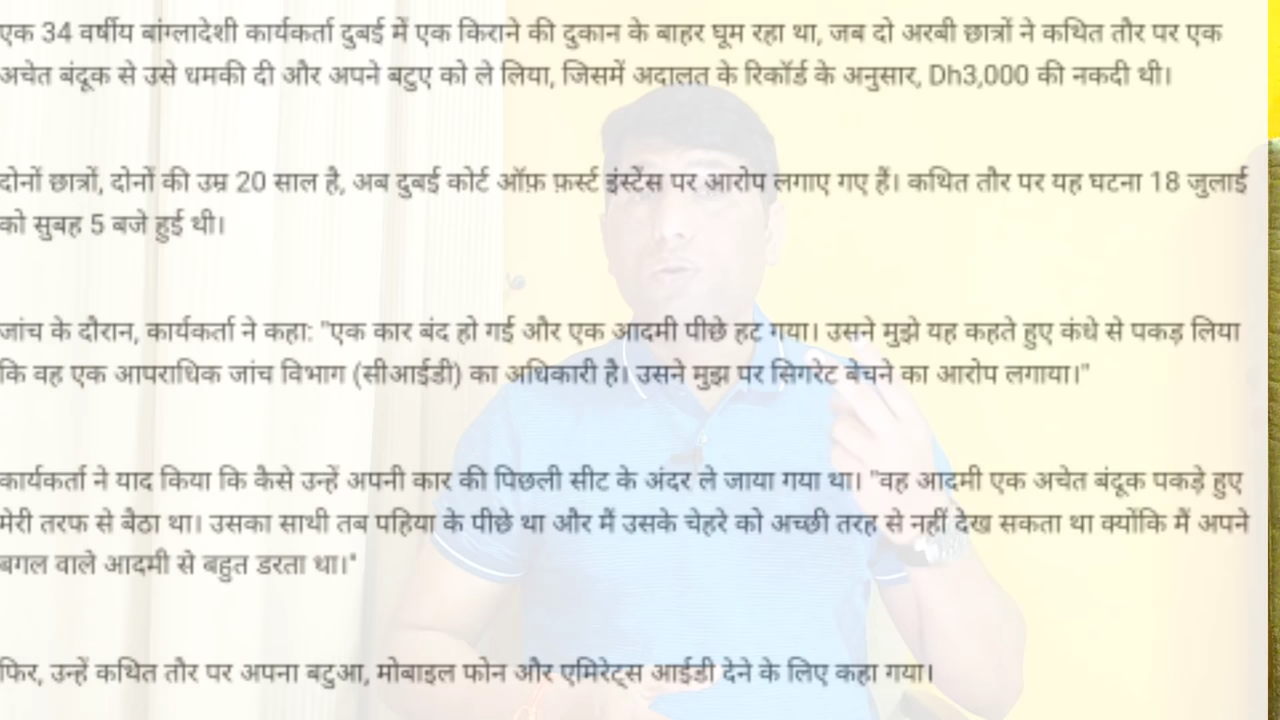 एक 34 वर्षीय बांग्लादेशी कार्यकर्ता दुबई में एक किराने की दुकान के बाहर घूम रहा था, जब दो अरबी छात्रों ने कथित तौर पर एक
अचेत बंदूक से उसे धमकी दी और अपने बटुए को ले लिया, जिसमें अदालत के रिकॉर्ड के अनुसार, Dh3,000 की नकदी थी।
दोनों छात्रों, दोनों की उम्र 20 साल है, अब दुबई कोर्ट ऑफ़ फ़र्स्ट इंस्टेंस पर आरोप लगाए गए हैं। कथित तौर पर यह घटना 18 जुलाई
को सुबह 5 बजे हुई थी।
जांच के दौरान, कार्यकर्ता ने कहा: "एक कार बंद हो गई और एक आदमी पीछे हट गया। उसने मुझे यह कहते हुए कंधे से पकड़ लिया
कि वह एक आपराधिक जांच विभाग (सीआईडी) का अधिकारी है। उसने मुझ पर सिगरेट बेचने का आरोप लगाया।"
कार्यकर्ता ने याद किया कि कैसे उन्हें अपनी कार की पिछली सीट के अंदर ले जाया गया था। "वह आदमी एक अचेत बंदूक पकड़े हुए
मेरी तरफ से बैठा था। उसका साथी तब पहिया के पीछे था और मैं उसके चेहरे को अच्छी तरह से नहीं देख सकता था क्योंकि मैं अपने
बगल वाले आदमी से बहुत डरता था।"
फिर, उन्हें कथित तौर पर अपना बटुआ, मोबाइल फोन और एमिरेट्स आईडी देने के लिए कहा गया।